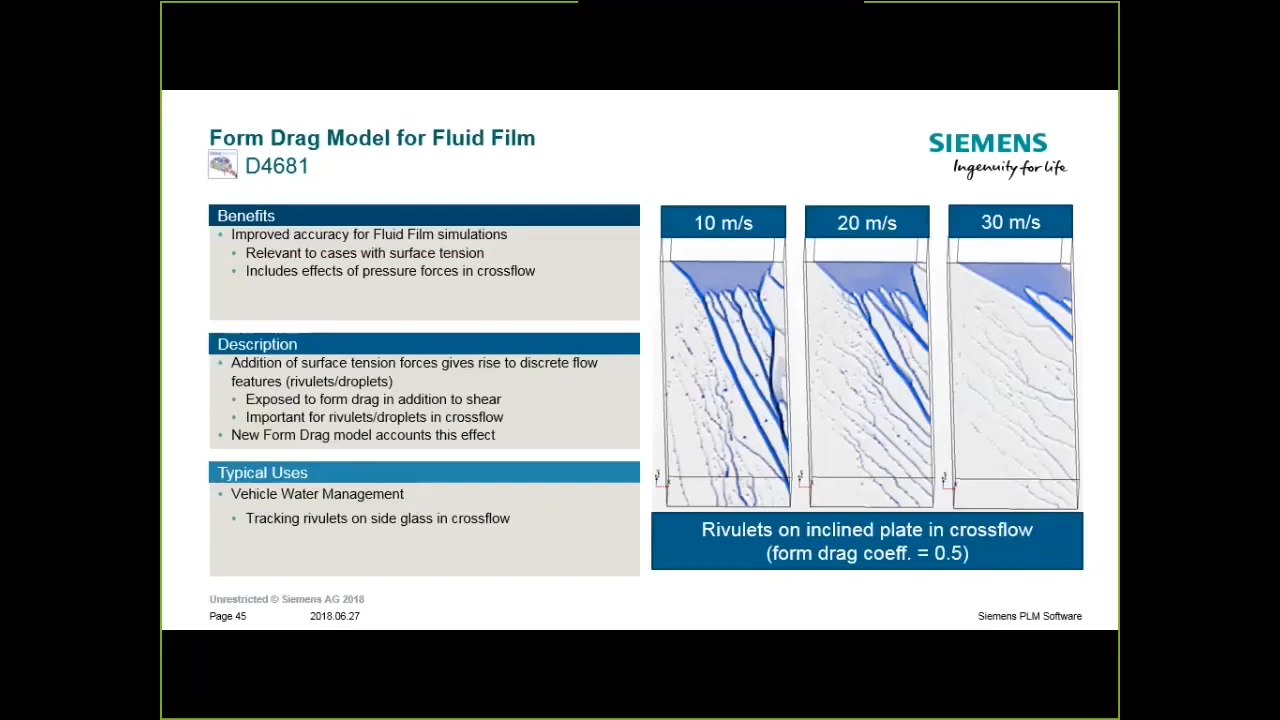 Form Drag Model for Fluid Film
D4681
SIEMENS
Ingenuity for life
Benefits
• Improved accuracy for Fluid Film simulations
• Relevant to cases with surface tension
• Includes effects of pressure forces in crossflow
Description
• Addition of surface tension forces gives rise to discrete flow
features (rivulets/droplets)
• Exposed to form drag in addition to shear
• Important for rivulets/droplets in crossflow
• New Form Drag model accounts this effect
Typical Uses
• Vehicle Water Management
• Tracking rivulets on side glass in crossflow
10 m/s
20 m/s
30 m/s
Rivulets on inclined plate in crossflow
(form drag coeff. = 0.5)
Unrestricted © Siemens AG 2018
Page 45
2018.06.27
Siemens PLM Software